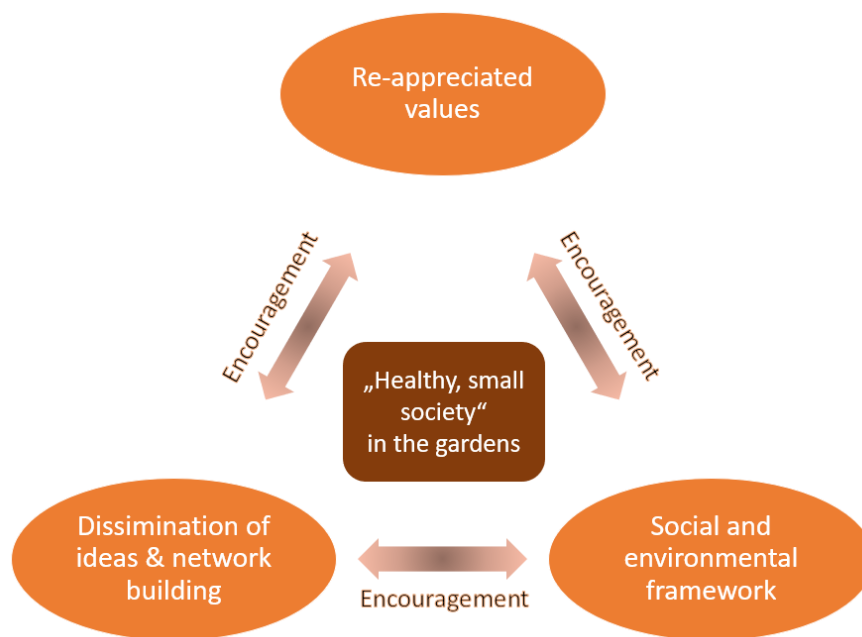 Re-appreciated
values
Encouragement
Encouragement
„Healthy, small
society“
in the gardens
Dissimination of
ideas & network
building
Encouragement
Social and
environmental
framework